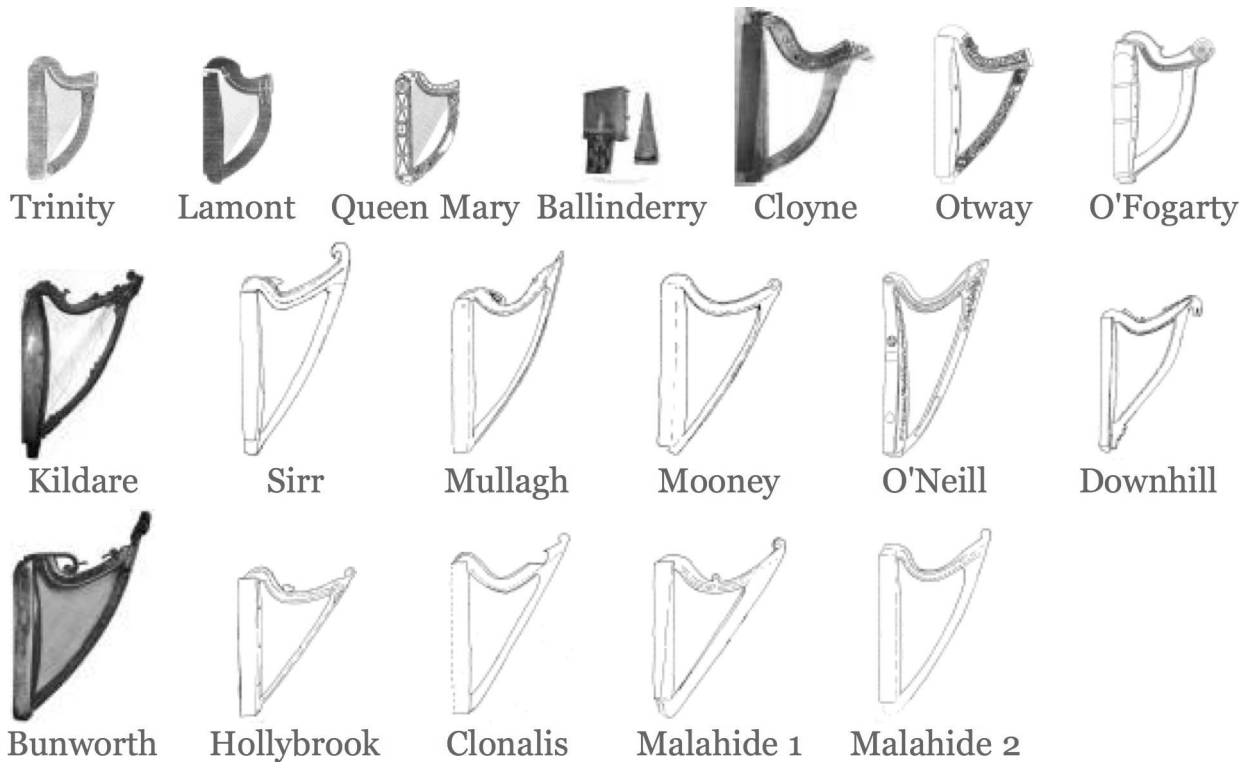 Trinity Lamont Queen Mary Ballinderry Cloyne Otway O'Fogarty
Kildare Sirr Mullagh Mooney O'Neill Downhill
Bunworth Hollybrook Clonalis Malahide 1 Malahide 2